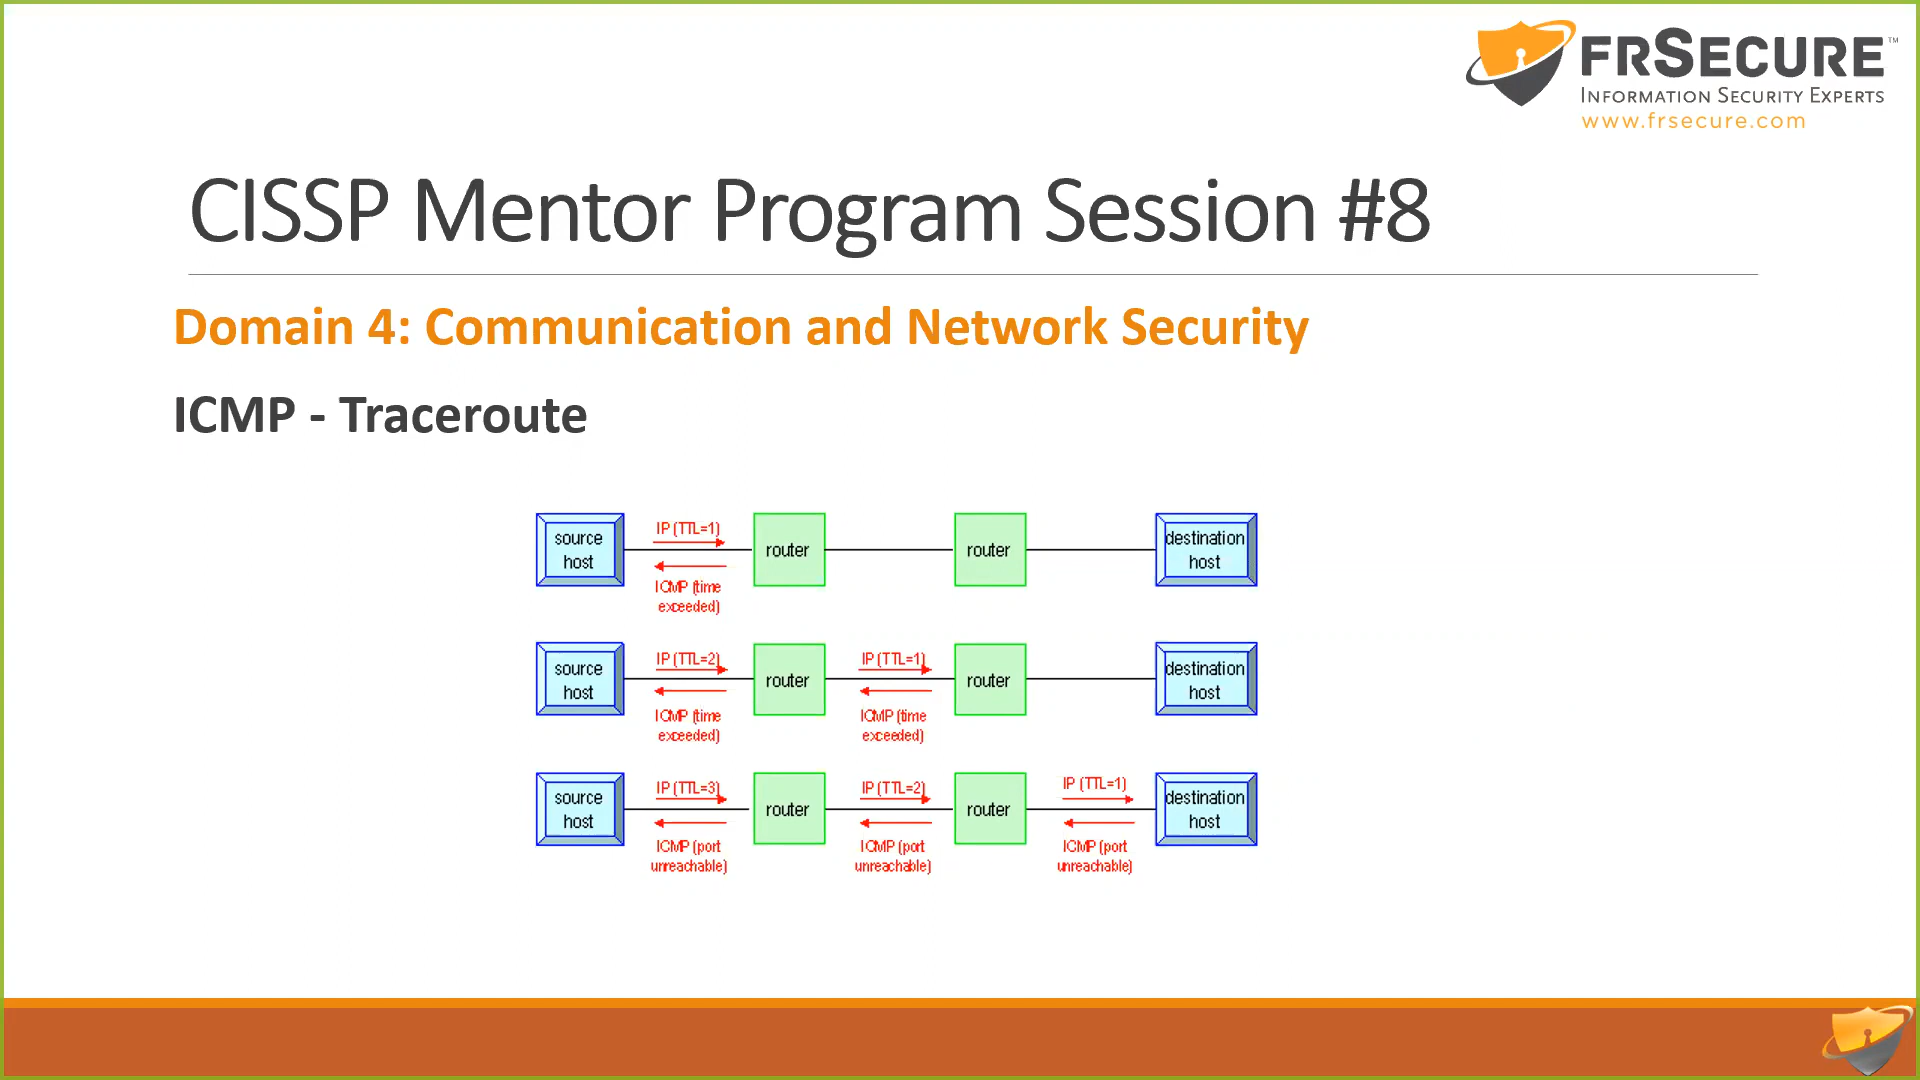 FRSECURE™
INFORMATION SECURITY EXPERTS
www.frsecure.com
CISSP Mentor Program Session #8
Domain 4: Communication and Network Security
ICMP - Traceroute
source host
IP (TTL=1)
ICMP (time exceeded)
router
router
destination host
source host
IP (TTL=2)
ICMP (time exceeded)
router
IP (TTL=1)
ICMP (time exceeded)
router
destination host
source host
IP (TTL=3)
ICMP (port unreachable)
router
IP (TTL=2)
ICMP (port unreachable)
router
IP (TTL=1)
ICMP (port unreachable)
destination host